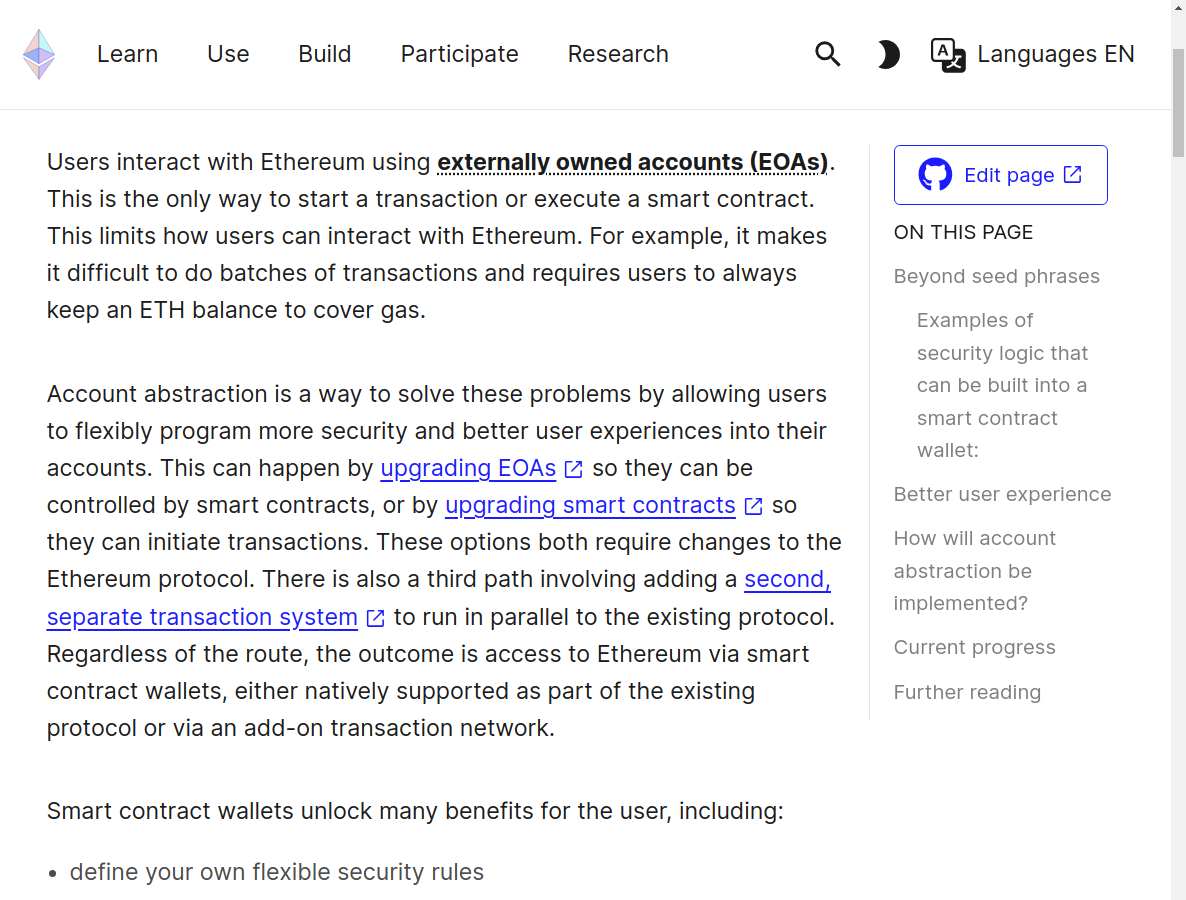 Learn Use Build Participate Research Languages EN
Users interact with Ethereum using externally owned accounts (EOAs).
This is the only way to start a transaction or execute a smart contract.
This limits how users can interact with Ethereum. For example, it makes
it difficult to do batches of transactions and requires users to always
keep an ETH balance to cover gas.
Account abstraction is a way to solve these problems by allowing users
to flexibly program more security and better user experiences into their
accounts. This can happen by upgrading EOAs so they can be
controlled by smart contracts, or by upgrading smart contracts so
they can initiate transactions. These options both require changes to the
Ethereum protocol. There is also a third path involving adding a second,
separate transaction system to run in parallel to the existing protocol.
Regardless of the route, the outcome is access to Ethereum via smart
contract wallets, either natively supported as part of the existing
protocol or via an add-on transaction network.
Smart contract wallets unlock many benefits for the user, including:
• define your own flexible security rules
Edit page
ON THIS PAGE
Beyond seed phrases
Examples of
security logic that
can be built into a
smart contract
wallet:
Better user experience
How will account
abstraction be
implemented?
Current progress
Further reading